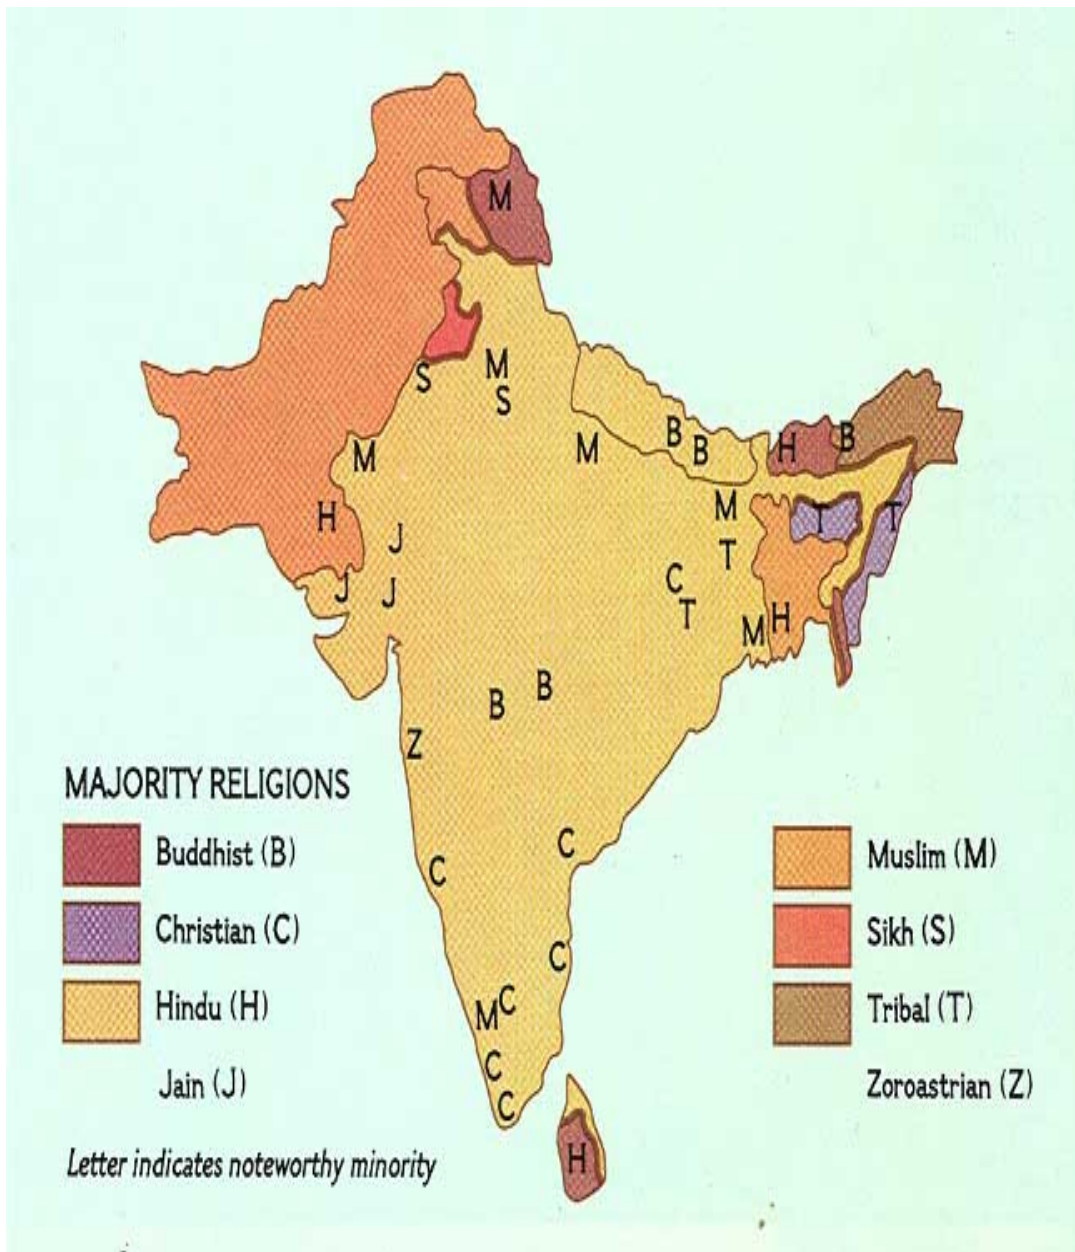 M
S
M
S
M
M
B
B
H
B
H
J
M
T
T
T
J
J
C
T
M
H
B
B
Z
MAJORITY RELIGIONS
Buddhist (B)
Muslim (M)
C
C
Christian (C)
Sikh (S)
C
Hindu (H)
Tribal (T)
M
C
C
C
Jain (J)
Zoroastrian (Z)
Letter indicates noteworthy minority
H